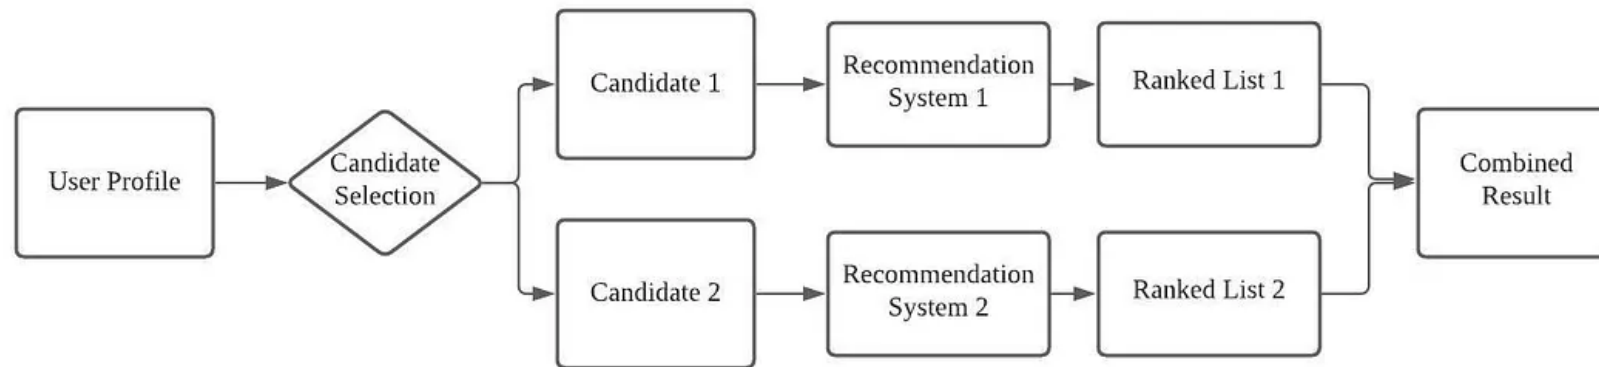 User Profile
Candidate
Selection
Candidate 1
Recommendation
System 1
Ranked List 1
Candidate 2
Recommendation
System 2
Ranked List 2
Combined
Result